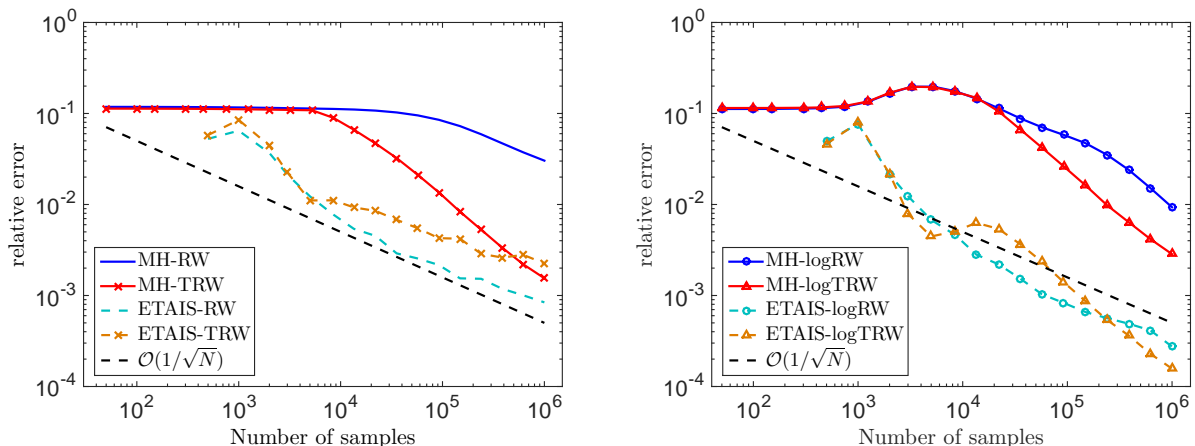 10^0
10^-1
10^-2
10^-3
10^-4
relative error
MH-RW
MH-TRW
ETAIS-RW
ETAIS-TRW
O(1/√N)
10^2
10^3
10^4
10^5
10^6
Number of samples
10^0
10^-1
10^-2
10^-3
10^-4
relative error
MH-logRW
MH-logTRW
ETAIS-logRW
ETAIS-logTRW
O(1/√N)
10^2
10^3
10^4
10^5
10^6
Number of samples